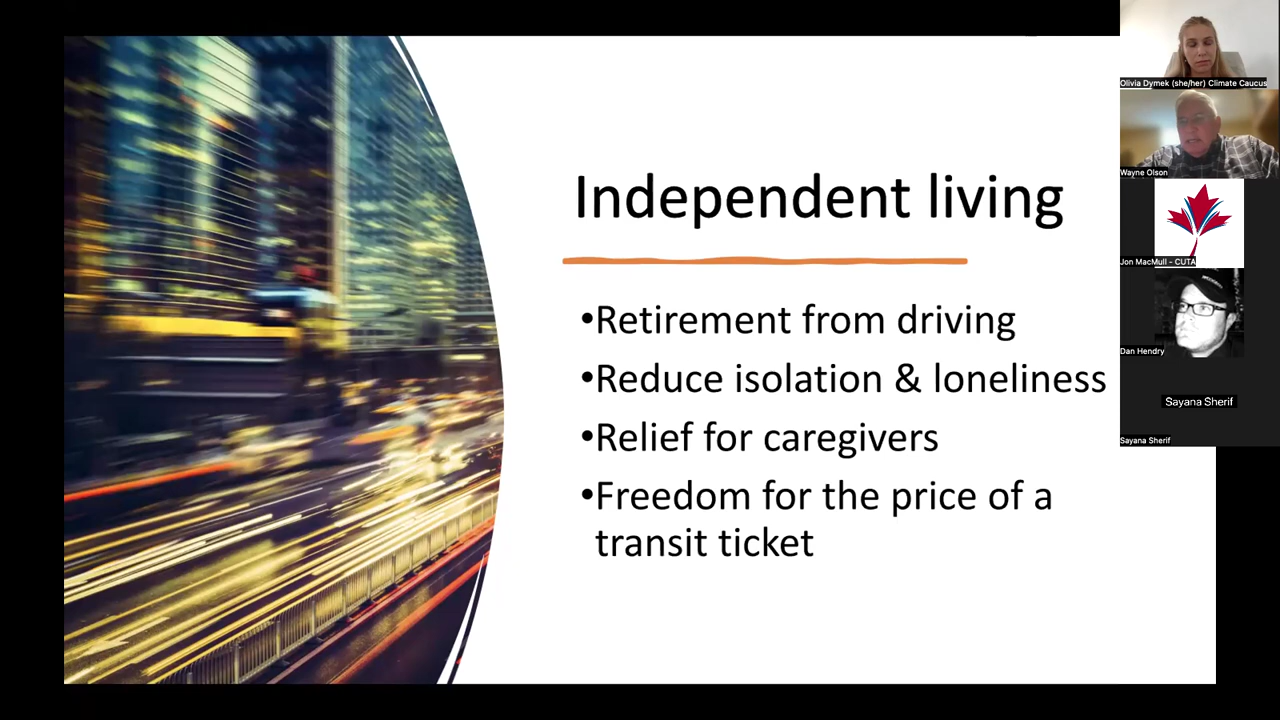 Independent living
•Retirement from driving
•Reduce isolation & loneliness
•Relief for caregivers
•Freedom for the price of a
transit ticket
Olivia Dymek (she/her) Climate Caucus
Wayne Olson
Jon MacMull - CUTA
Dan Hendry
Sayana Sherif
Sayana Sherif